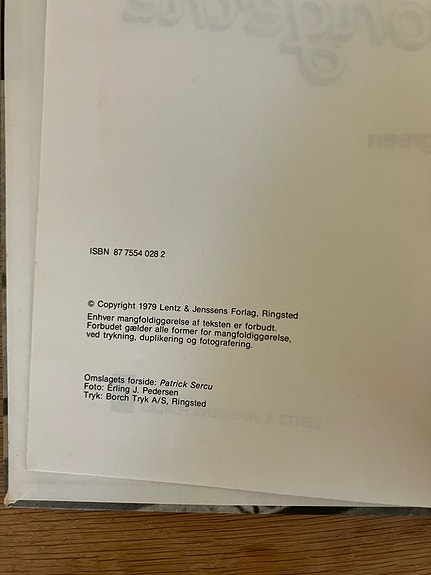 ISBN 87 7554 028 2
© Copyright 1979 Lentz & Jenssens Forlag, Ringsted
Enhver mangfoldiggørelse af teksten er forbudt.
Forbudet gælder alle former for mangfoldiggørelse,
ved trykning, duplikering og fotografering.
Omslagets forside: Patrick Sercu
Foto: Erling J. Pedersen
Tryk: Borch Tryk A/S, Ringsted